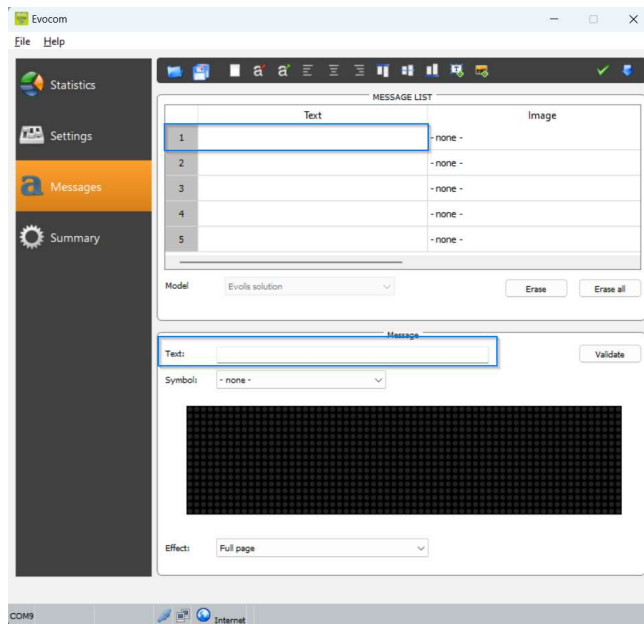 Evocom
File Help
Statistics
Settings
Messages
Summary
MESSAGE LIST
Text Image
1 - none -
2 - none -
3 - none -
4 - none -
5 - none -
Model Evolis solution Erase Erase all
Message
Text: Validate
Symbol: - none -
Effect: Full page
COM9 Internet